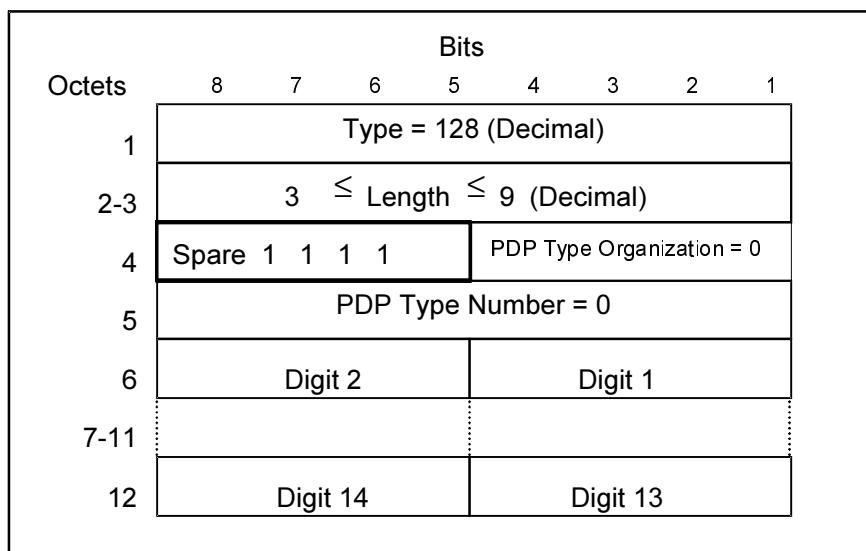 Bits
Octets 8 7 6 5 4 3 2 1
1 Type = 128 (Decimal)
2-3 3 ≤ Length ≤ 9 (Decimal)
4 Spare 1 1 1 1 PDP Type Organization = 0
5 PDP Type Number = 0
6 Digit 2 Digit 1
7-11
12 Digit 14 Digit 13